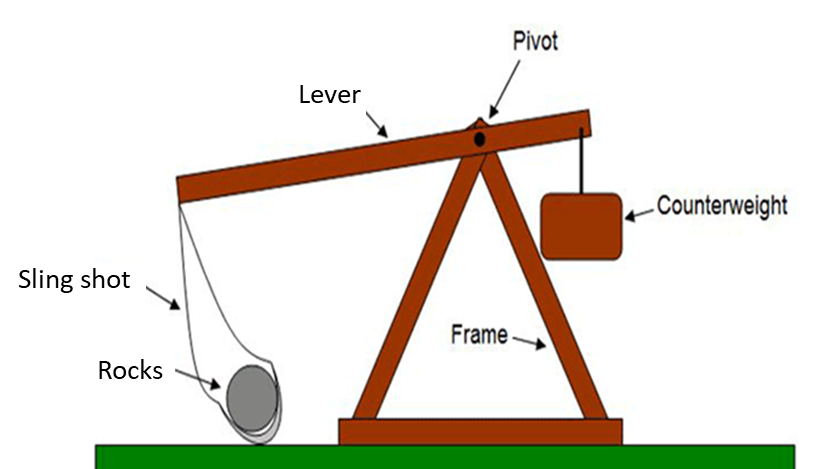 Pivot
Lever
Counterweight
Sling shot
Frame
Rocks